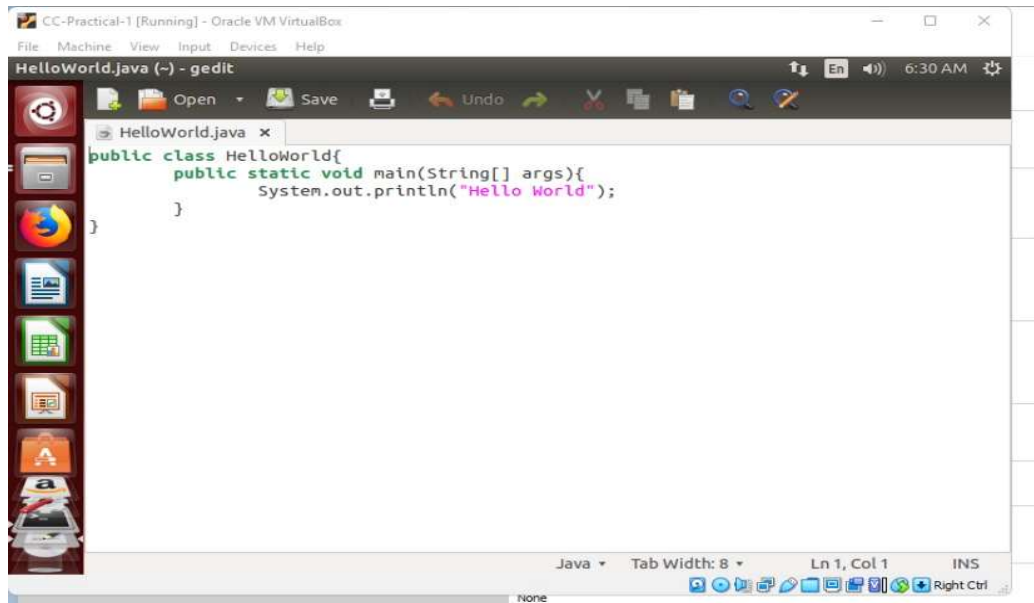 CC-Practical-1 [Running] - Oracle VM VirtualBox
File Machine View Input Devices Help
HelloWorld.java (~) - gedit En 6:30 AM
Open Save Undo
HelloWorld.java ×
public class HelloWorld{
public static void main(String[] args){
System.out.println("Hello World");
}
}
Java Tab Width: 8 Ln 1, Col 1 INS
Right Ctrl
None